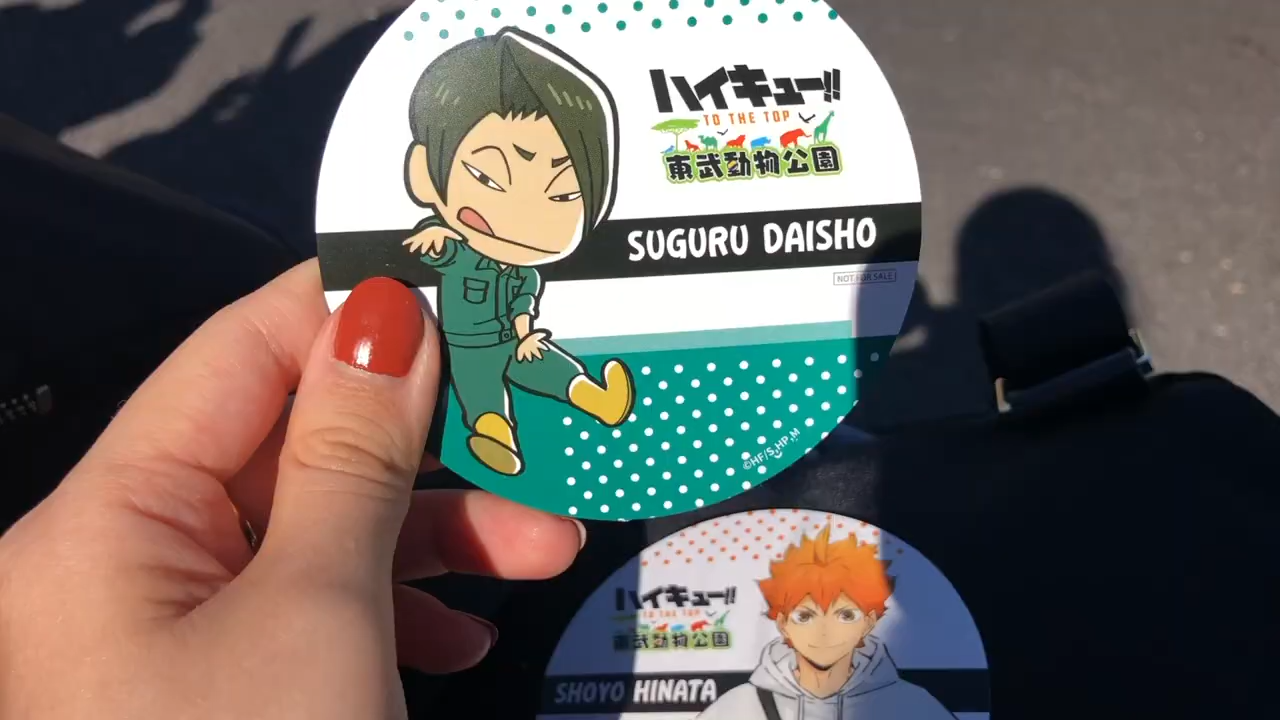 ハイキュー!!
TO THE TOP
東武動物公園
SUGURU DAISHO
NOT FOR SALE
©HF/S,HP,M
ハイキュー!!
TO THE TOP
東武動物公園
SHOYO HINATA